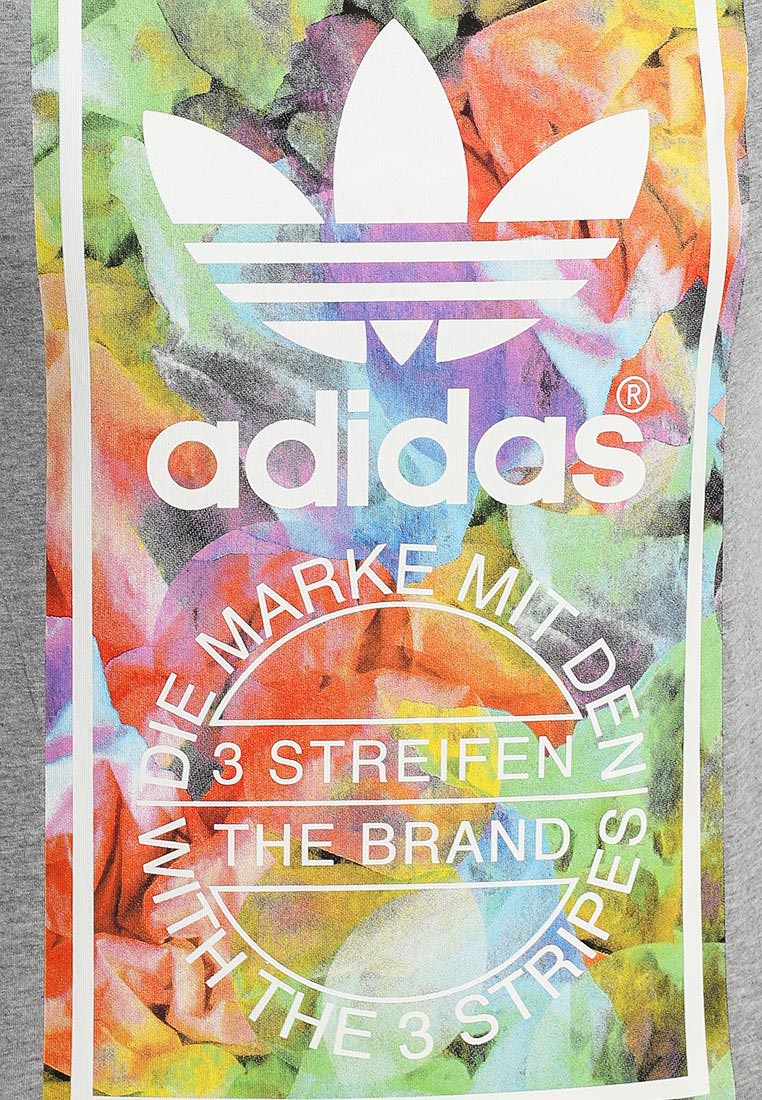 adidas®
DIE MARKE MIT DEN
3 STREIFEN
THE BRAND
WITH THE 3 STRIPES